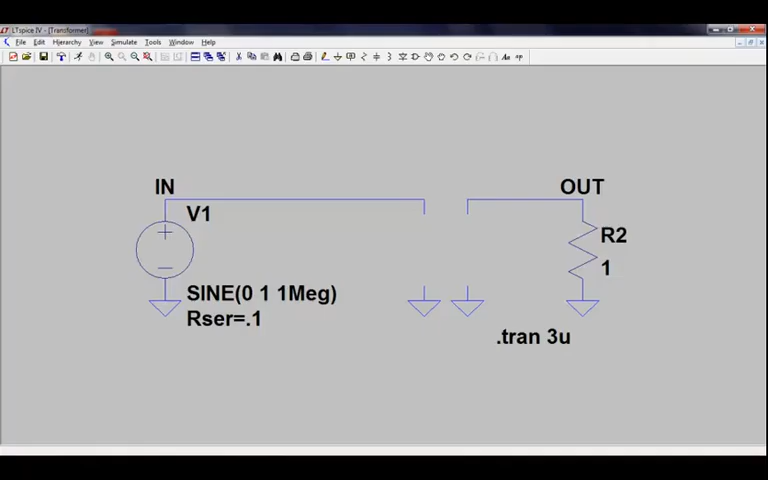 LTspice IV - [Transformer]
File Edit Hierarchy View Simulate Tools Window Help
IN
OUT
V1
R2
1
SINE(0 1 1Meg)
Rser=.1
.tran 3u